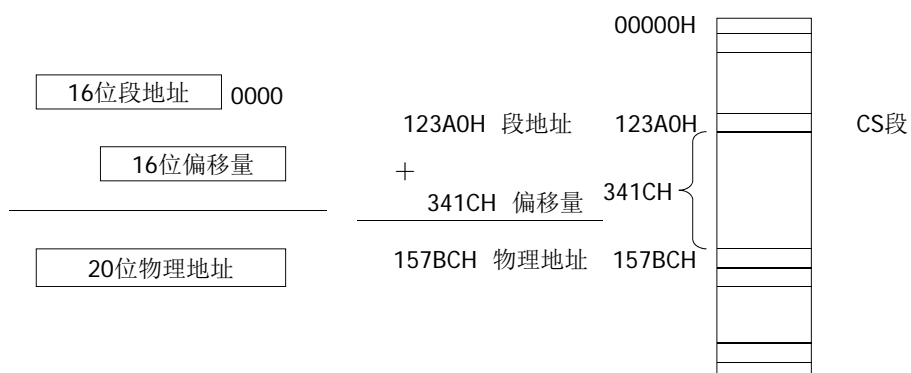 16位段地址 0000
16位偏移量
20位物理地址
123A0H 段地址
+
341CH 偏移量
157BCH 物理地址
00000H
123A0H
CS段
341CH
157BCH